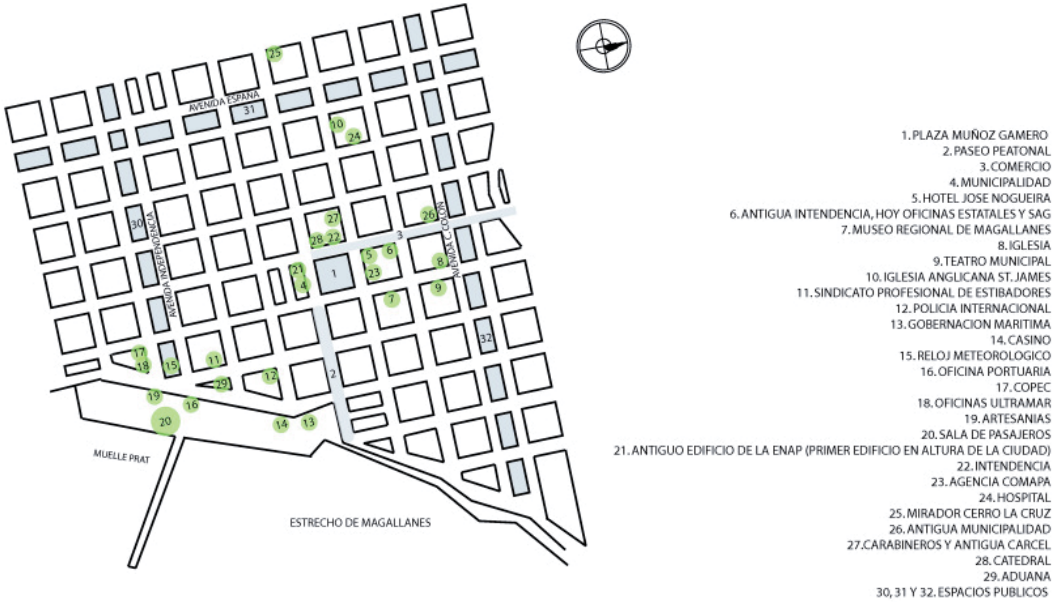 25
AVENIDA ESPAÑA
31
10
24
30
AVENIDA INDEPENDENCIA
27
28
22
26
3
AVENIDA C. COLON
5
6
21
4
1
23
8
7
9
32
17
18
15
11
29
12
2
19
16
20
14
13
MUELLE PRAT
ESTRECHO DE MAGALLANES
1. PLAZA MUÑOZ GAMERO
2. PASEO PEATONAL
3. COMERCIO
4. MUNICIPALIDAD
5. HOTEL JOSE NOGUEIRA
6. ANTIGUA INTENDENCIA, HOY OFICINAS ESTATALES Y SAG
7. MUSEO REGIONAL DE MAGALLANES
8. IGLESIA
9. TEATRO MUNICIPAL
10. IGLESIA ANGLICANA ST. JAMES
11. SINDICATO PROFESIONAL DE ESTIBADORES
12. POLICIA INTERNACIONAL
13. GOBERNACION MARITIMA
14. CASINO
15. RELOJ METEOROLOGICO
16. OFICINA PORTUARIA
17. COPEC
18. OFICINAS ULTRAMAR
19. ARTESANIAS
20. SALA DE PASAJEROS
21. ANTIGUO EDIFICIO DE LA ENAP (PRIMER EDIFICIO EN ALTURA DE LA CIUDAD)
22. INTENDENCIA
23. AGENCIA COMAPA
24. HOSPITAL
25. MIRADOR CERRO LA CRUZ
26. ANTIGUA MUNICIPALIDAD
27.CARABINEROS Y ANTIGUA CARCEL
28. CATEDRAL
29. ADUANA
30, 31 Y 32. ESPACIOS PUBLICOS